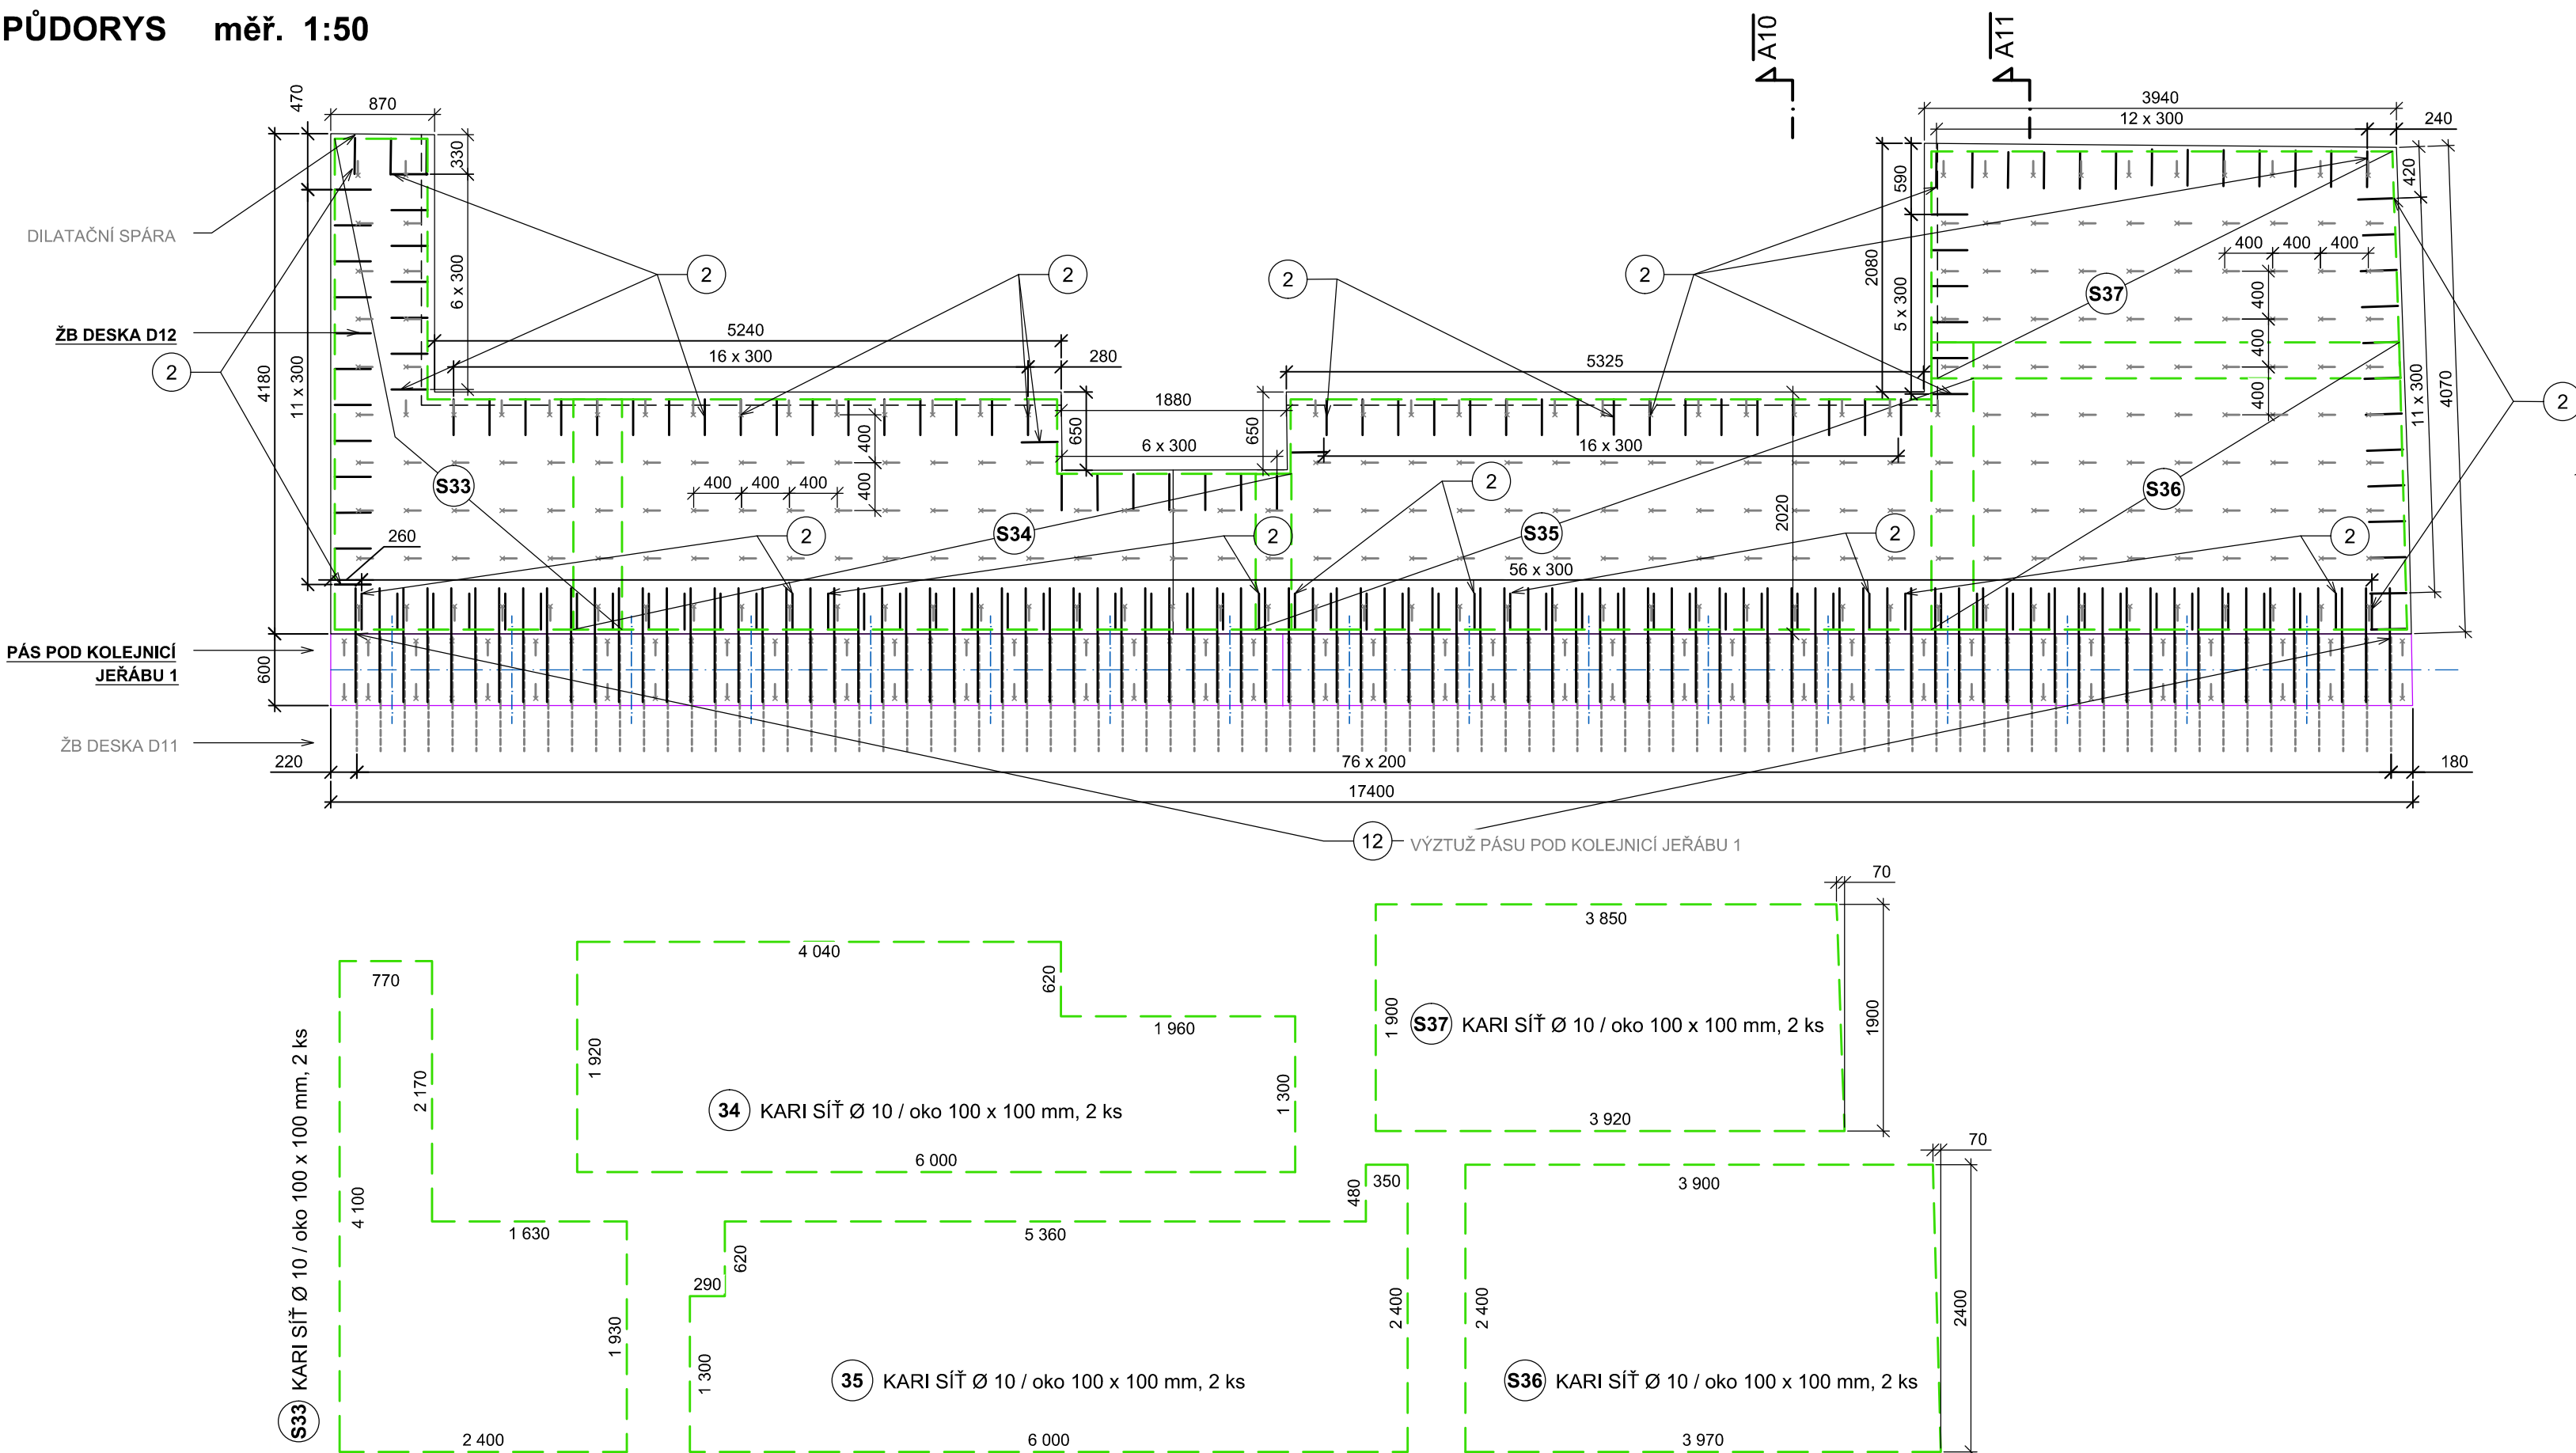 PŮDORYS měř. 1:50
A10
A11
470
870
330
3940
12 x 300
240
420
4070
590
2080
5 x 300
DILATAČNÍ SPÁRA
2
2
2
2
6 x 300
400 400 400
S37
400
400
400
ŽB DESKA D12
2
4180
11 x 300
5240
16 x 300
280
5325
11 x 300
2
1880
650
650
6 x 300
16 x 300
400
400
400 400 400
S33
S34
S35
S36
2020
2
2
2
2
2
260
56 x 300
PÁS POD KOLEJNICÍ
JEŘÁBU 1
600
ŽB DESKA D11
220
76 x 200
180
17400
12 VÝZTUŽ PÁSU POD KOLEJNICÍ JEŘÁBU 1
70
3 850
1 900
1900
S37 KARI SÍŤ Ø 10 / oko 100 x 100 mm, 2 ks
3 920
4 040
620
1 960
1 920
1 300
34 KARI SÍŤ Ø 10 / oko 100 x 100 mm, 2 ks
6 000
770
2 170
4 100
1 630
1 930
2 400
S33 KARI SÍŤ Ø 10 / oko 100 x 100 mm, 2 ks
480
350
5 360
620
290
1 300
2 400
35 KARI SÍŤ Ø 10 / oko 100 x 100 mm, 2 ks
6 000
70
3 900
2 400
2400
S36 KARI SÍŤ Ø 10 / oko 100 x 100 mm, 2 ks
3 970